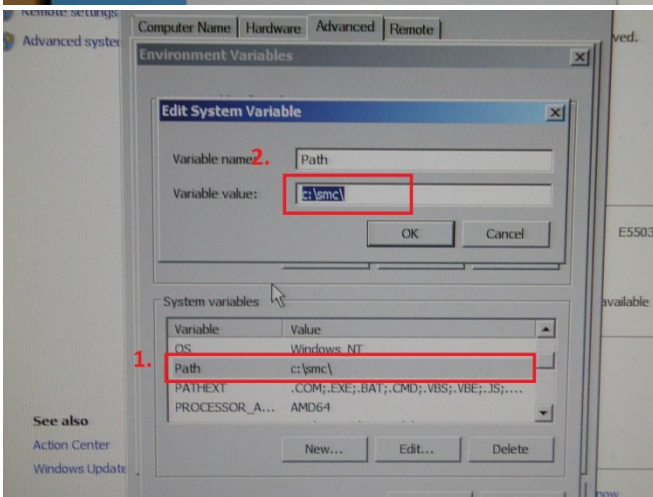 Remote settings
Advanced system
Computer Name Hardware Advanced Remote
ved.
Environment Variables
Edit System Variable
Variable name: 2. Path
Variable value: c:\smc\
OK Cancel
E5503
System variables
available
Variable Value
OS Windows_NT
1. Path c:\smc\
PATHEXT .COM;.EXE;.BAT;.CMD;.VBS;.VBE;.JS;....
PROCESSOR_A... AMD64
See also
Action Center
New... Edit... Delete
Windows Update
now